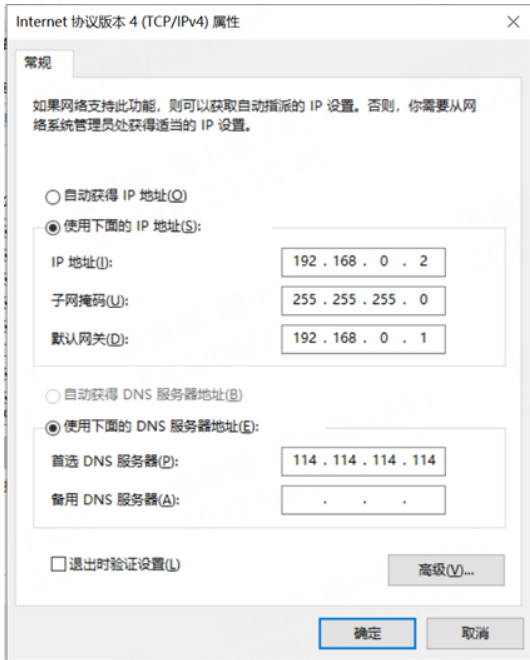 Internet 协议版本 4 (TCP/IPv4) 属性
常规
如果网络支持此功能，则可以获取自动指派的 IP 设置。否则，你需要从网
络系统管理员处获得适当的 IP 设置。
自动获得 IP 地址(O)
使用下面的 IP 地址(S):
IP 地址(I):
192 . 168 . 0 . 2
子网掩码(U):
255 . 255 . 255 . 0
默认网关(D):
192 . 168 . 0 . 1
自动获得 DNS 服务器地址(B)
使用下面的 DNS 服务器地址(E):
首选 DNS 服务器(P):
114 . 114 . 114 . 114
备用 DNS 服务器(A):
. . .
退出时验证设置(L)
高级(V)...
确定
取消